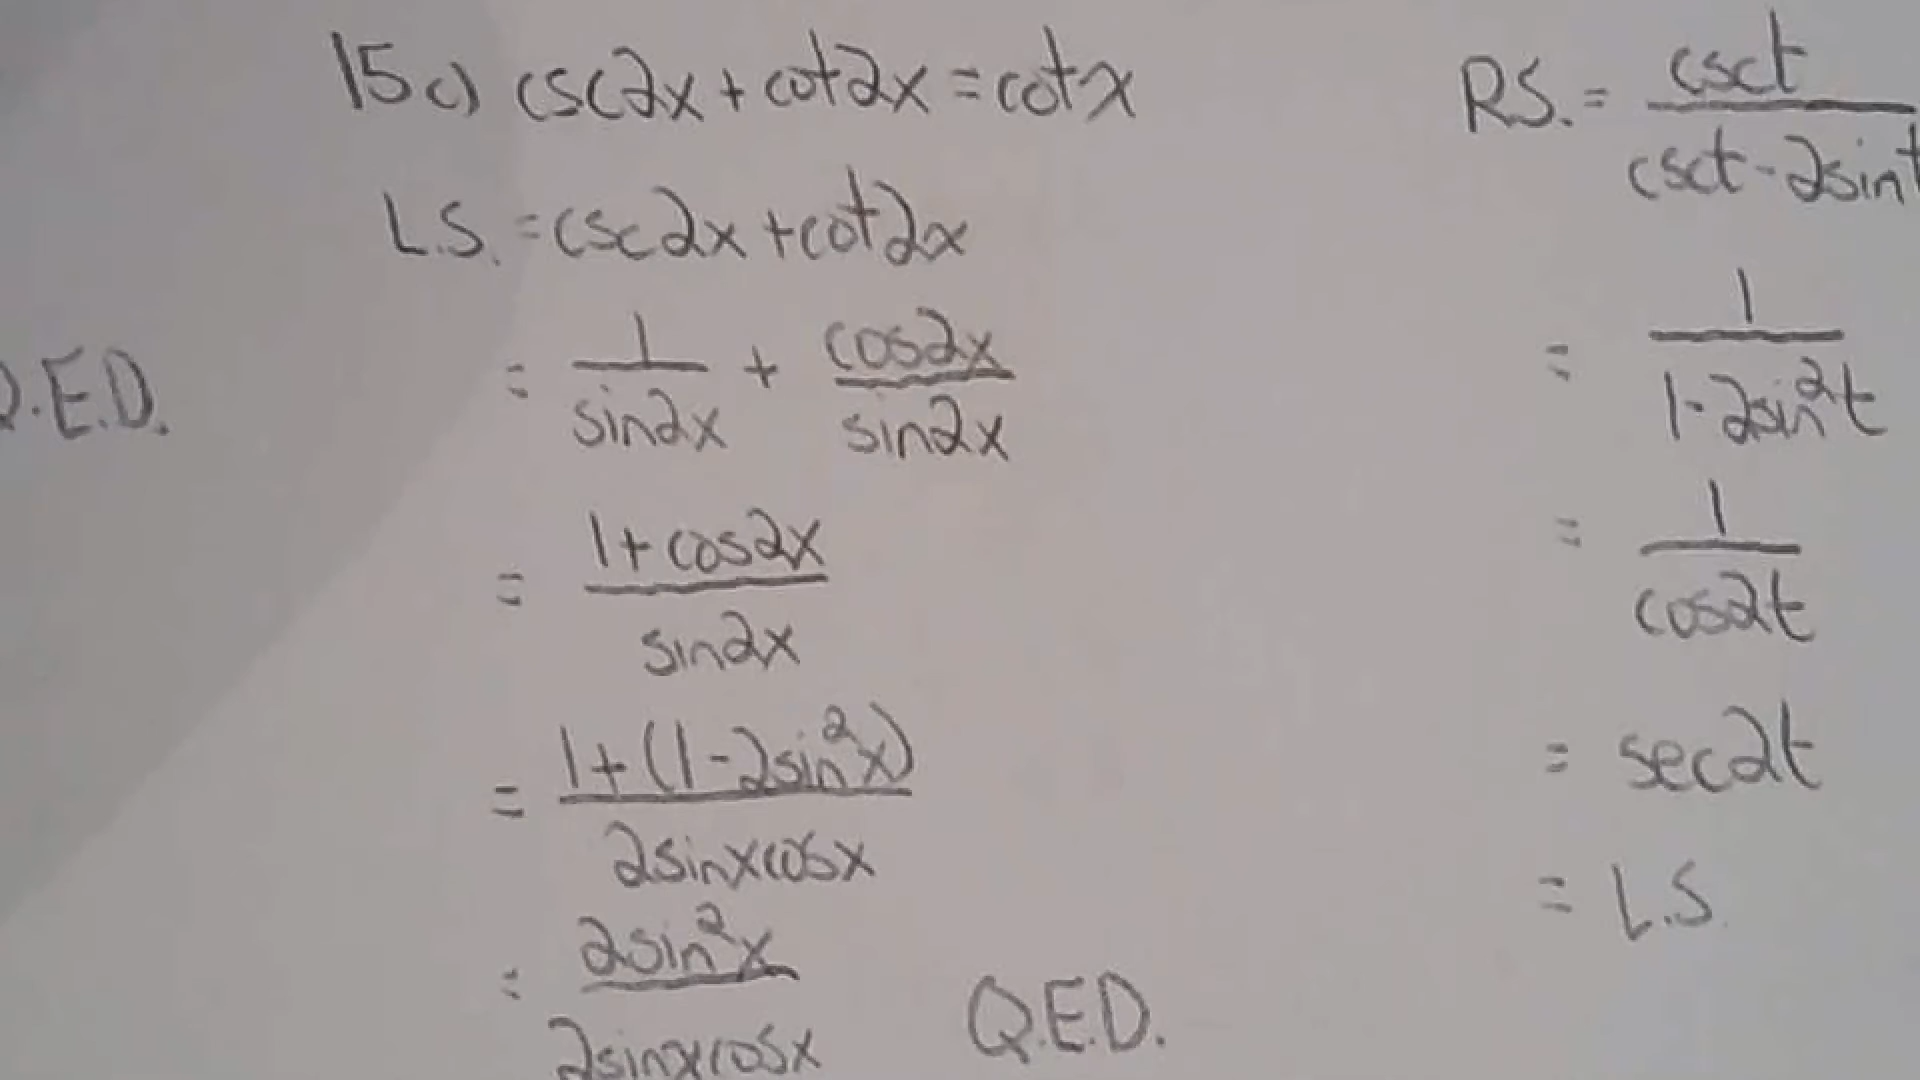 15c) csc2x + cot2x = cotx
L.S. = csc2x + cot2x
= 1/sin2x + cos2x/sin2x
= 1+cos2x/sin2x
= 1+(1-2sin²x)/2sinxcosx
= 2sin²x/2sinxcosx
Q.E.D.
.E.D.
R.S. = csct/csct-2sint
= 1/1-2sin²t
= 1/cos2t
= sec2t
= L.S.